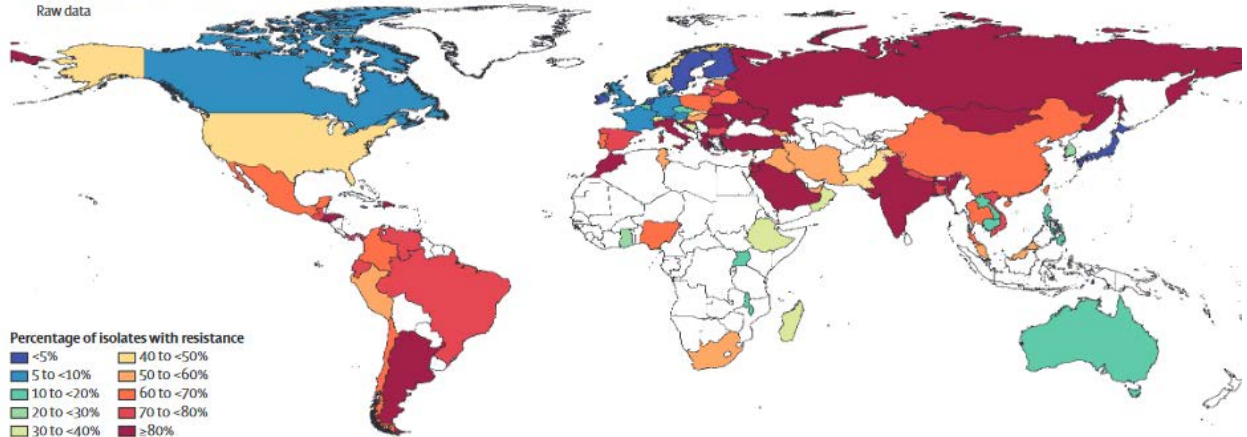 Raw data
Percentage of isolates with resistance
<5%
5 to <10%
10 to <20%
20 to <30%
30 to <40%
40 to <50%
50 to <60%
60 to <70%
70 to <80%
≥80%